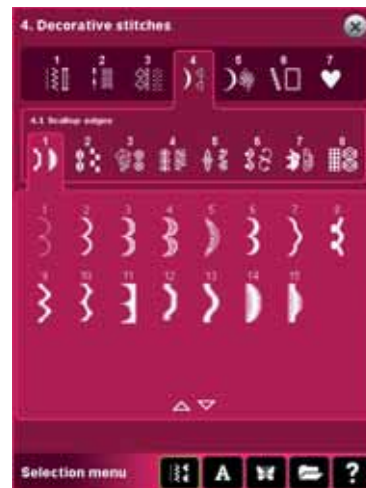 4. Decorative stitches
1 2 3 4 5 6 7
4.1 Scallop edges
1 2 3 4 5 6 7 8
1 2 3 4 5 6 7 8
9 10 11 12 13 14 15
Selection menu A ?